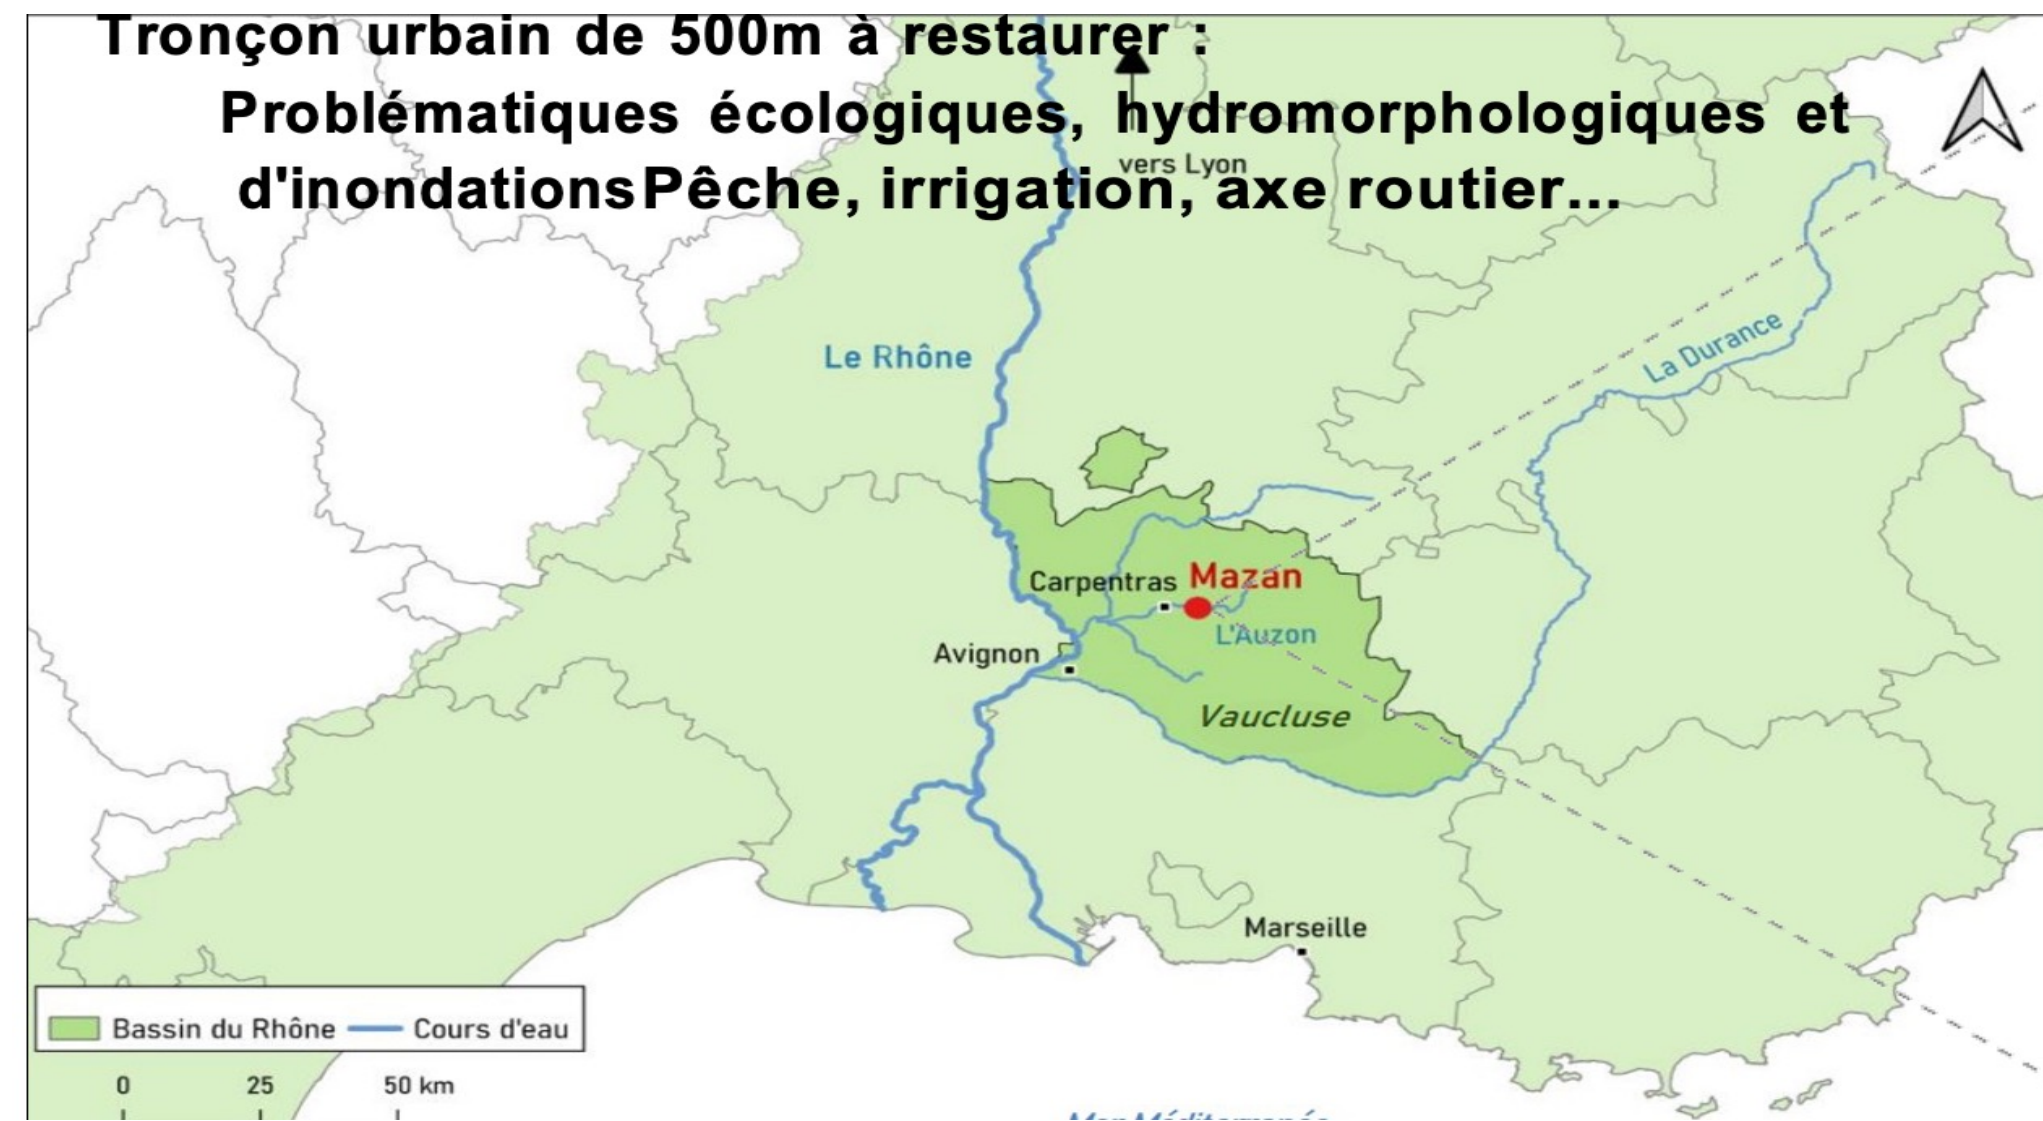 Tronçon urbain de 500m à restaurer :
Problématiques écologiques, hydromorphologiques et
d'inondationsPêche, irrigation, axe routier...
vers Lyon
Le Rhône
La Durance
Carpentras
Mazan
L'Auzon
Avignon
Vaucluse
Marseille
Bassin du Rhône
Cours d'eau
0 25 50 km